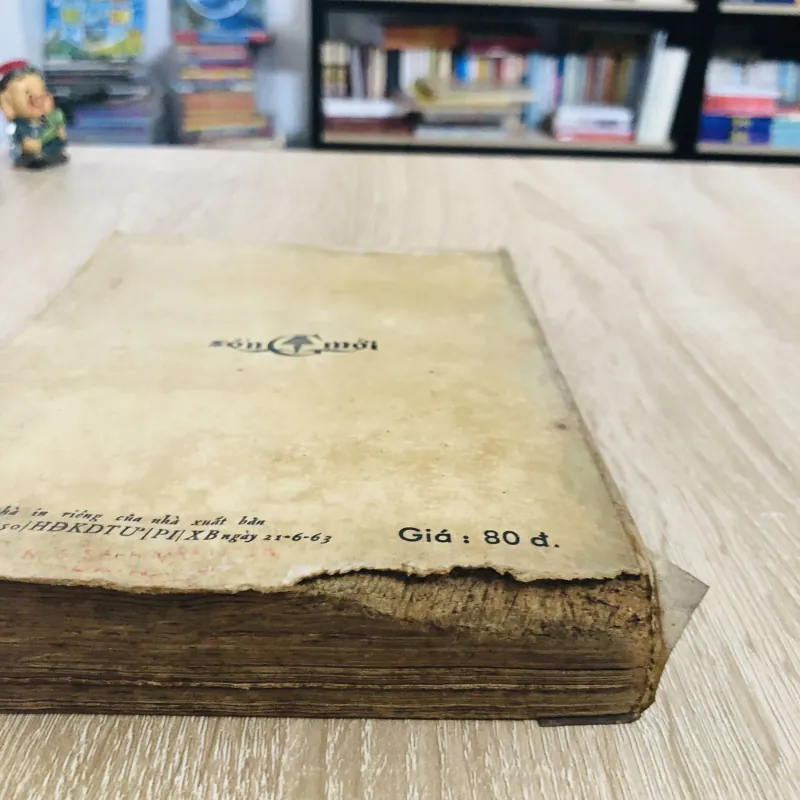 sống mới
hà in riêng của nhà xuất bản
50/HĐKDTƯ/PI/XB ngày 21-6-63
Giá : 80 đ.